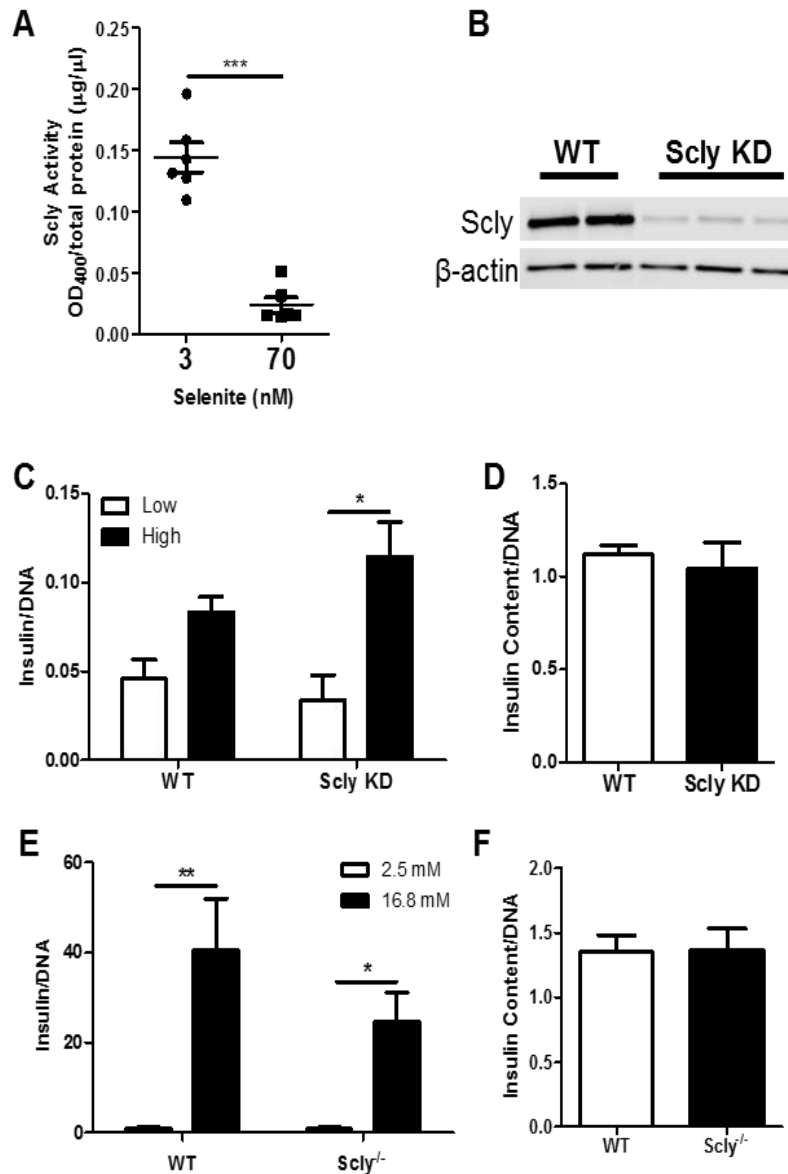 A
Scly Activity
OD400/total protein (µg/µl)
0.25
0.20
0.15
0.10
0.05
0.00
***
3
70
Selenite (nM)
B
WT
Scly KD
Scly
β-actin
C
Insulin/DNA
0.15
0.10
0.05
0.00
Low
High
*
WT
Scly KD
D
Insulin Content/DNA
1.5
1.0
0.5
0.0
WT
Scly KD
E
Insulin/DNA
60
40
20
0
**
*
2.5 mM
16.8 mM
WT
Scly-/-
F
Insulin Content/DNA
2.0
1.5
1.0
0.5
0.0
WT
Scly-/-